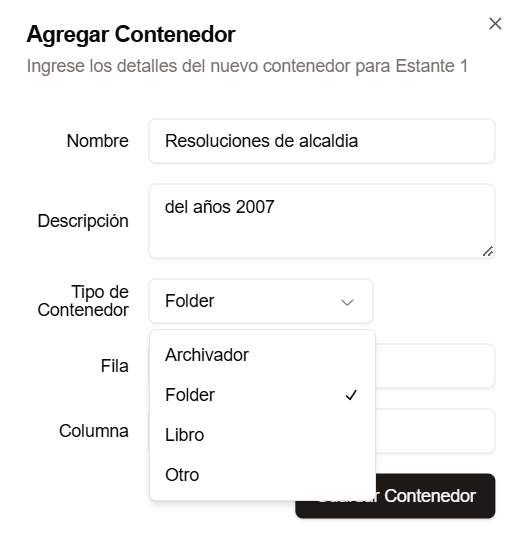 Agregar Contenedor
Ingrese los detalles del nuevo contenedor para Estante 1
Nombre
Resoluciones de alcaldia
Descripción
del años 2007
Tipo de
Contenedor
Folder
Archivador
Folder
Libro
Otro
Fila
Columna
Contenedor